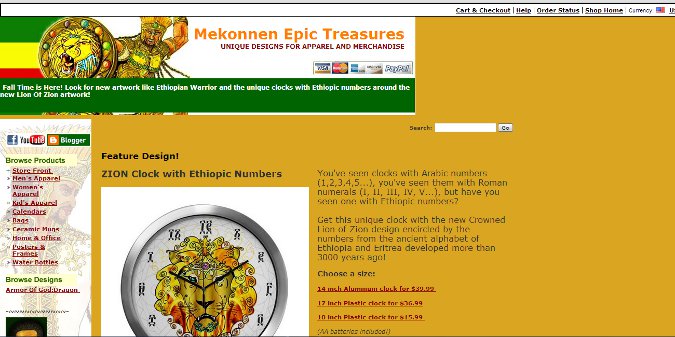 Cart & Checkout | Help | Order Status | Shop Home | Currency: US
Mekonnen Epic Treasures
UNIQUE DESIGNS FOR APPAREL AND MERCHANDISE
VISA PayPal
Fall Time is Here! Look for new artwork like Ethiopian Warrior and the unique clocks with Ethiopic numbers around the
new Lion Of Zion artwork!
Search: Go
You Tube Blogger
Browse Products
» Store Front
» Men's Apparel
» Women's
Apparel
» Kid's Apparel
» Calendars
» Bags
» Ceramic Mugs
» Home & Office
» Posters &
Frames
» Water Bottles
Browse Designs
Armor Of God:Dragon
Feature Design!
ZION Clock with Ethiopic Numbers
You've seen clocks with Arabic numbers
(1,2,3,4,5...), you've seen them with Roman
numerals (I, II, III, IV, V...), but have you
seen one with Ethiopic numbers?
Get this unique clock with the new Crowned
Lion of Zion design encircled by the
numbers from the ancient alphabet of
Ethiopia and Eritrea developed more than
3000 years ago!
Choose a size:
14 inch Aluminum clock for $39.99
17 inch Plastic clock for $36.99
10 inch Plastic clock for $15.99
(AA batteries included!)